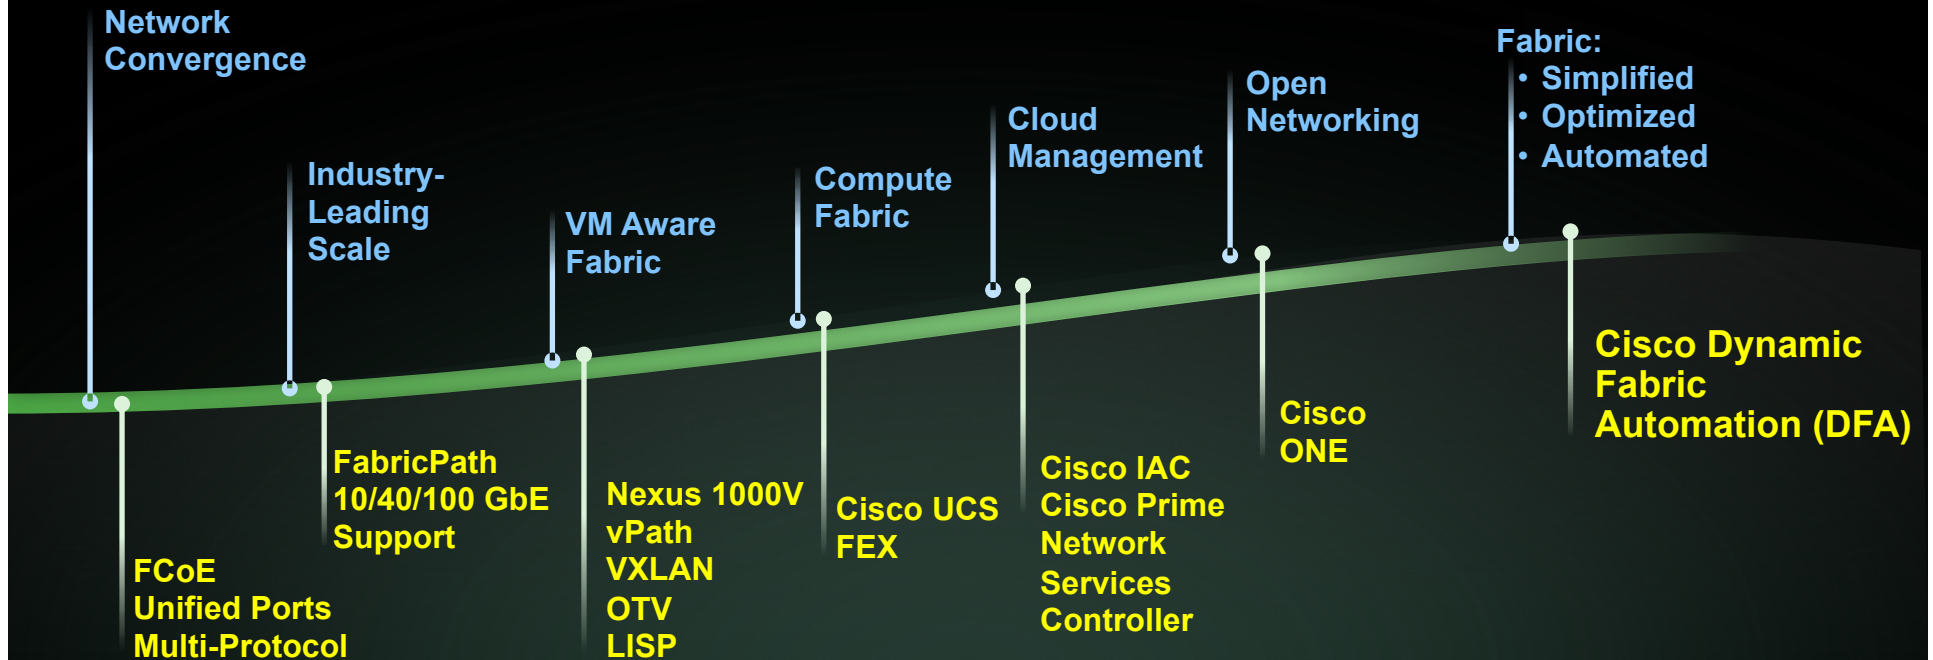 Network
Convergence
Industry-
Leading
Scale
VM Aware
Fabric
Compute
Fabric
Cloud
Management
Open
Networking
Fabric:
• Simplified
• Optimized
• Automated
FCoE
Unified Ports
Multi-Protocol
FabricPath
10/40/100 GbE
Support
Nexus 1000V
vPath
VXLAN
OTV
LISP
Cisco UCS
FEX
Cisco IAC
Cisco Prime
Network
Services
Controller
Cisco
ONE
Cisco Dynamic
Fabric
Automation (DFA)